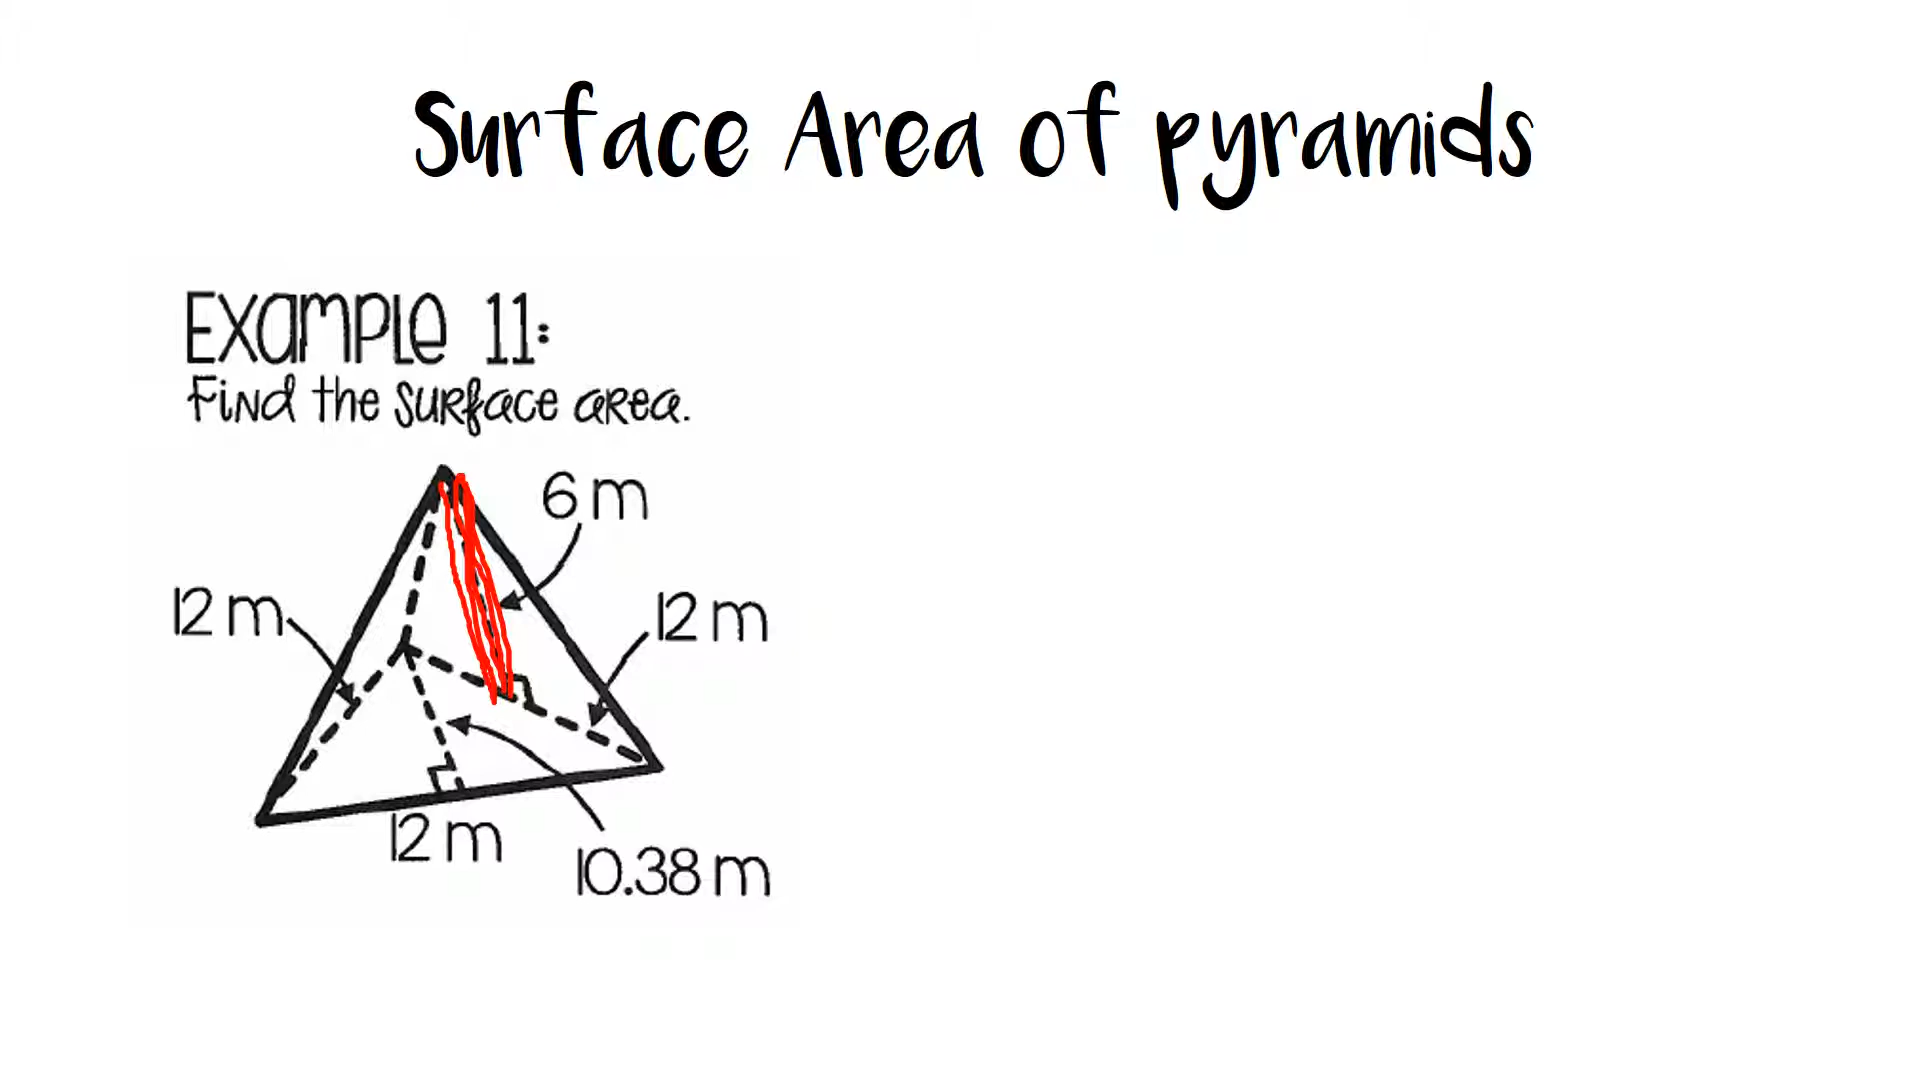 Surface Area of pyramids
Example 11:
Find the surface area.
6 m
12 m
12 m
12 m
10.38 m